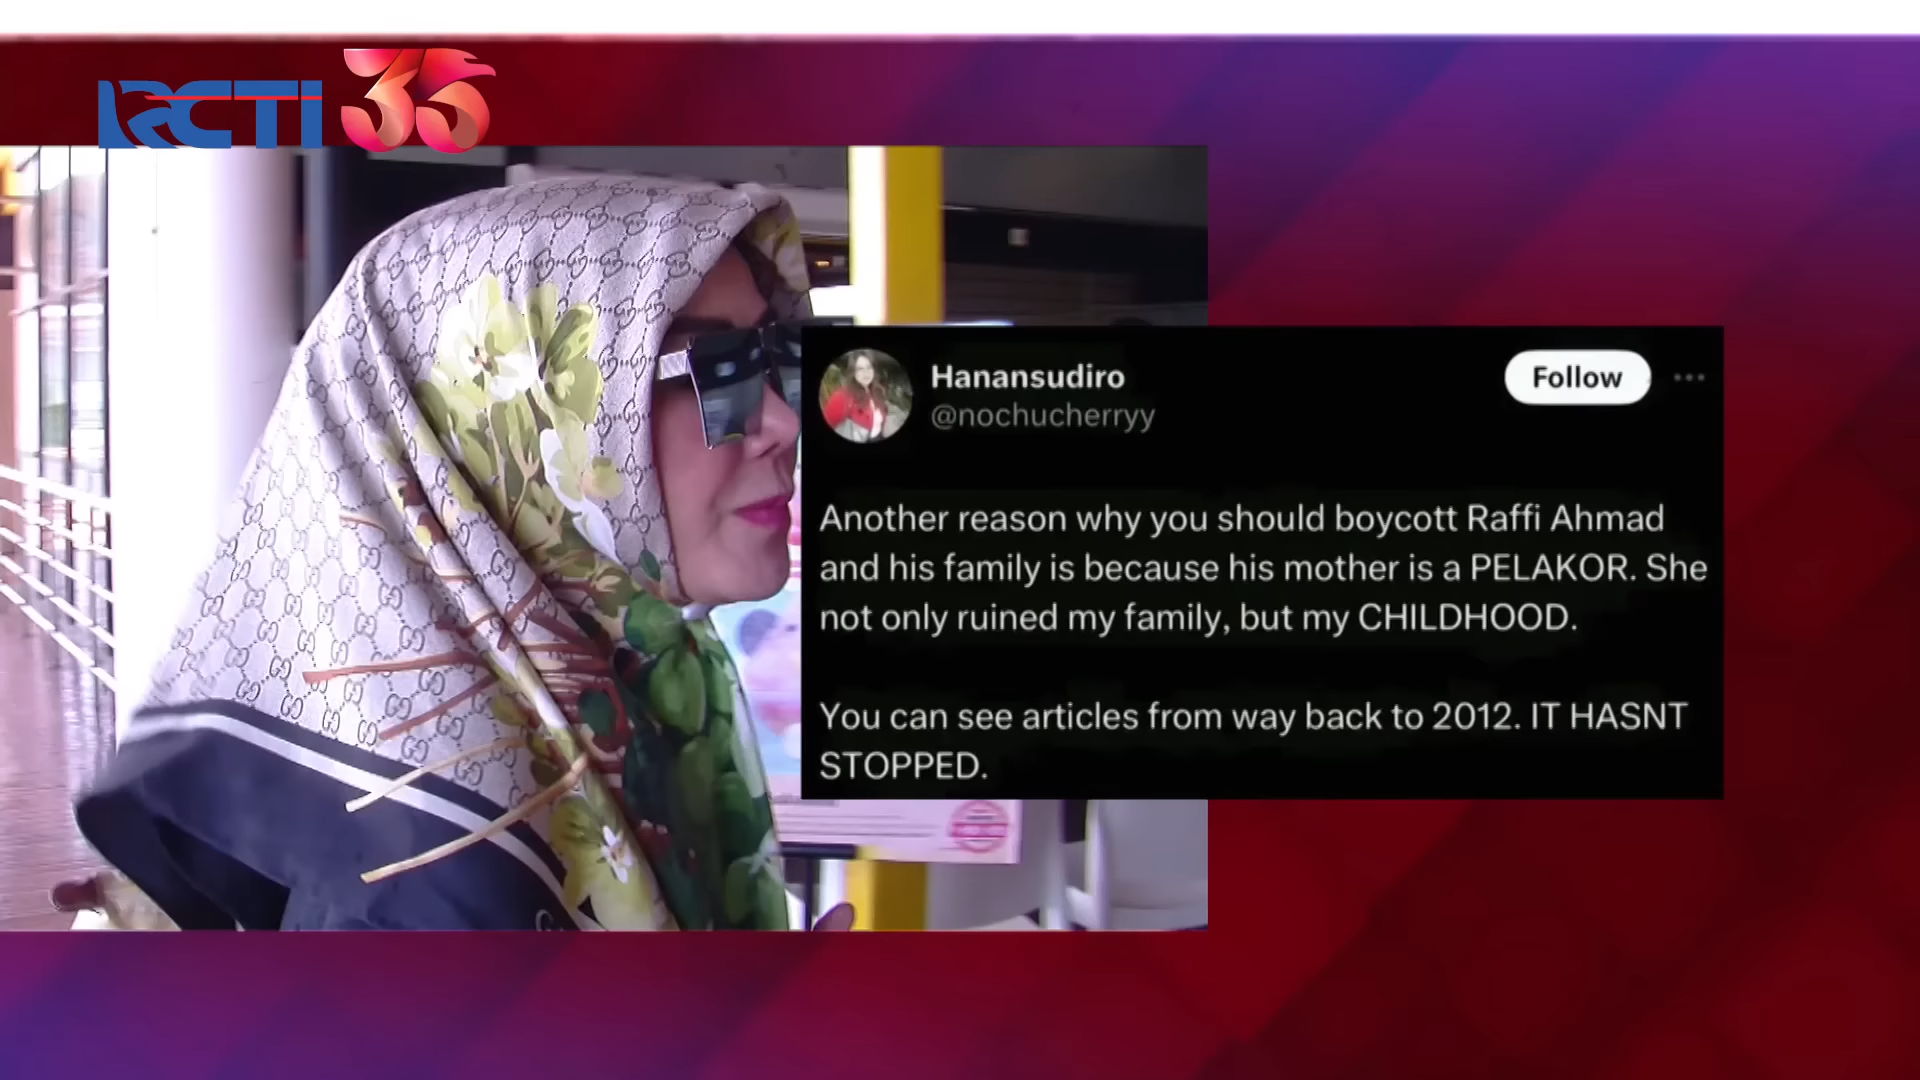 RCTI 35
Hanansudiro
@nochucherryy
Follow
Another reason why you should boycott Raffi Ahmad
and his family is because his mother is a PELAKOR. She
not only ruined my family, but my CHILDHOOD.
You can see articles from way back to 2012. IT HASNT
STOPPED.